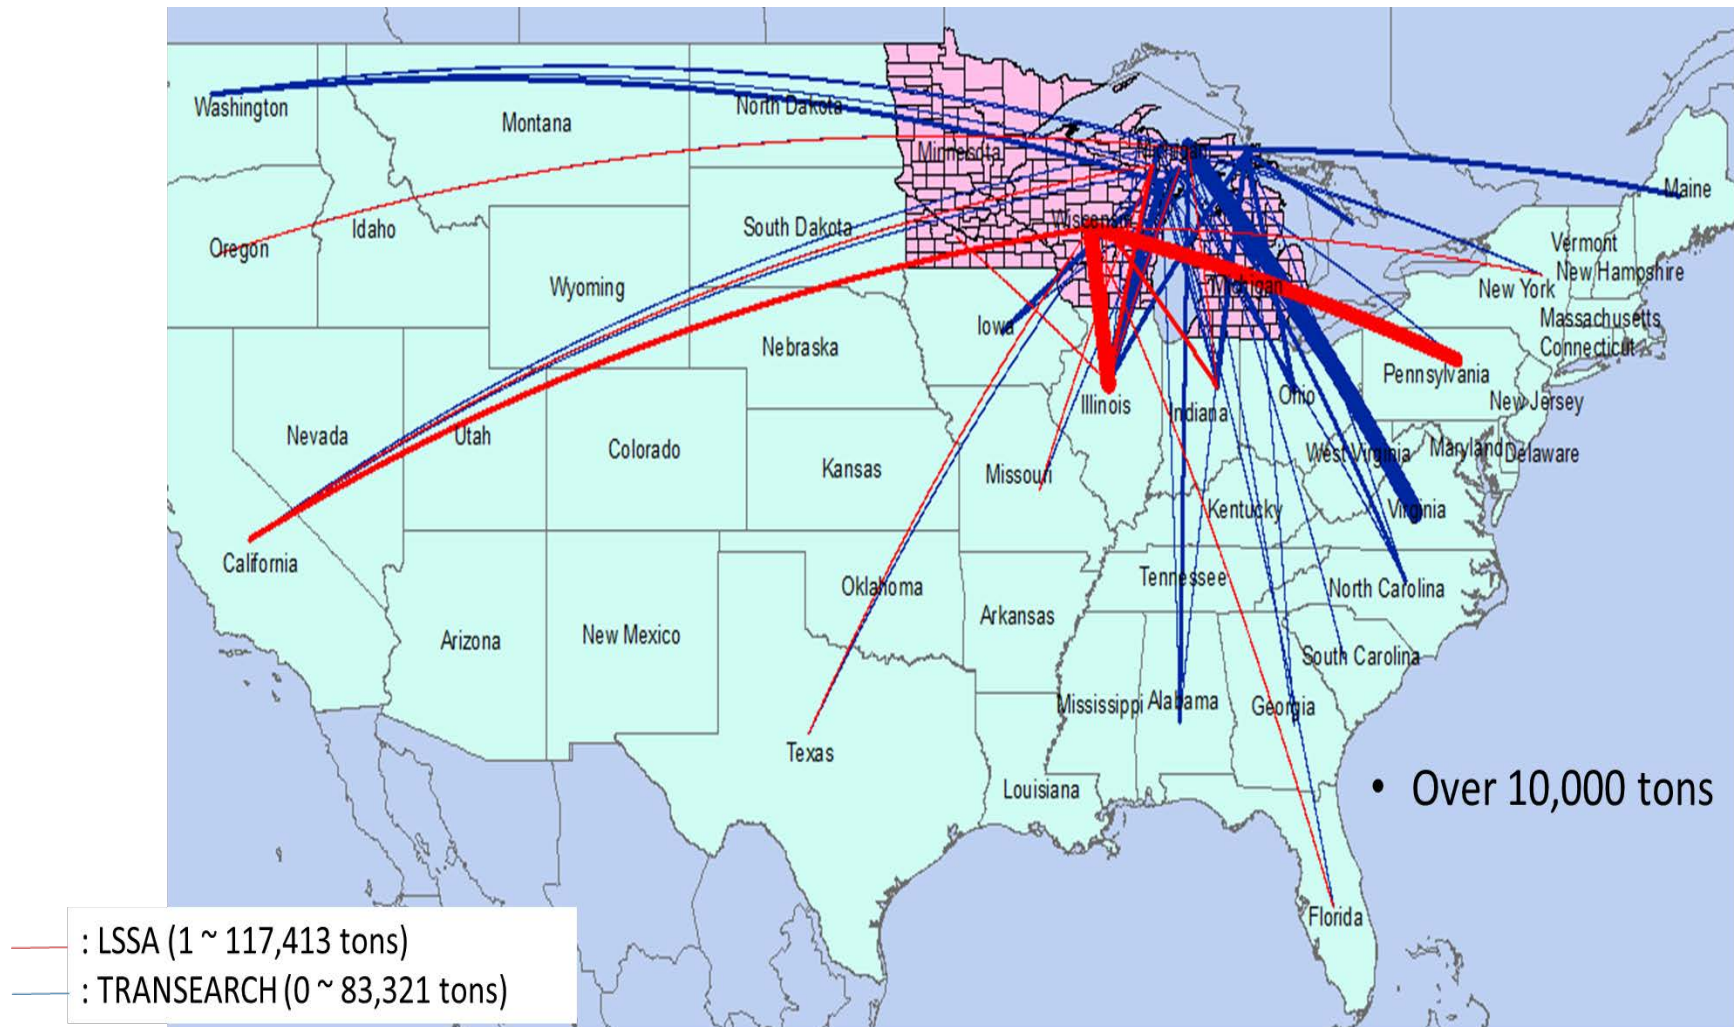 Washington
Montana
North Dakota
Minnesota
Michigan
Maine
Oregon
Idaho
South Dakota
Wisconsin
Vermont
New Hampshire
Wyoming
Michigan
New York
Iowa
Massachusetts
Connecticut
Nebraska
Pennsylvania
Illinois
Indiana
Ohio
New Jersey
Nevada
Utah
Colorado
Kansas
Missouri
West Virginia
Maryland
Delaware
Kentucky
Virginia
California
Oklahoma
Tennessee
North Carolina
Arizona
New Mexico
Arkansas
South Carolina
Mississippi
Alabama
Georgia
Texas
Louisiana
• Over 10,000 tons
Florida
: LSSA (1 ~ 117,413 tons)
: TRANSEARCH (0 ~ 83,321 tons)